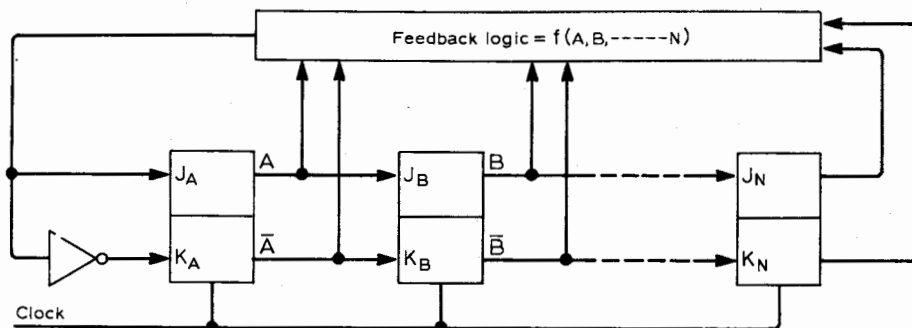 Feedback logic = f(A,B,-----N)
A
B
J_A
J_B
J_N
A̅
B̅
K_A
K_B
K_N
Clock